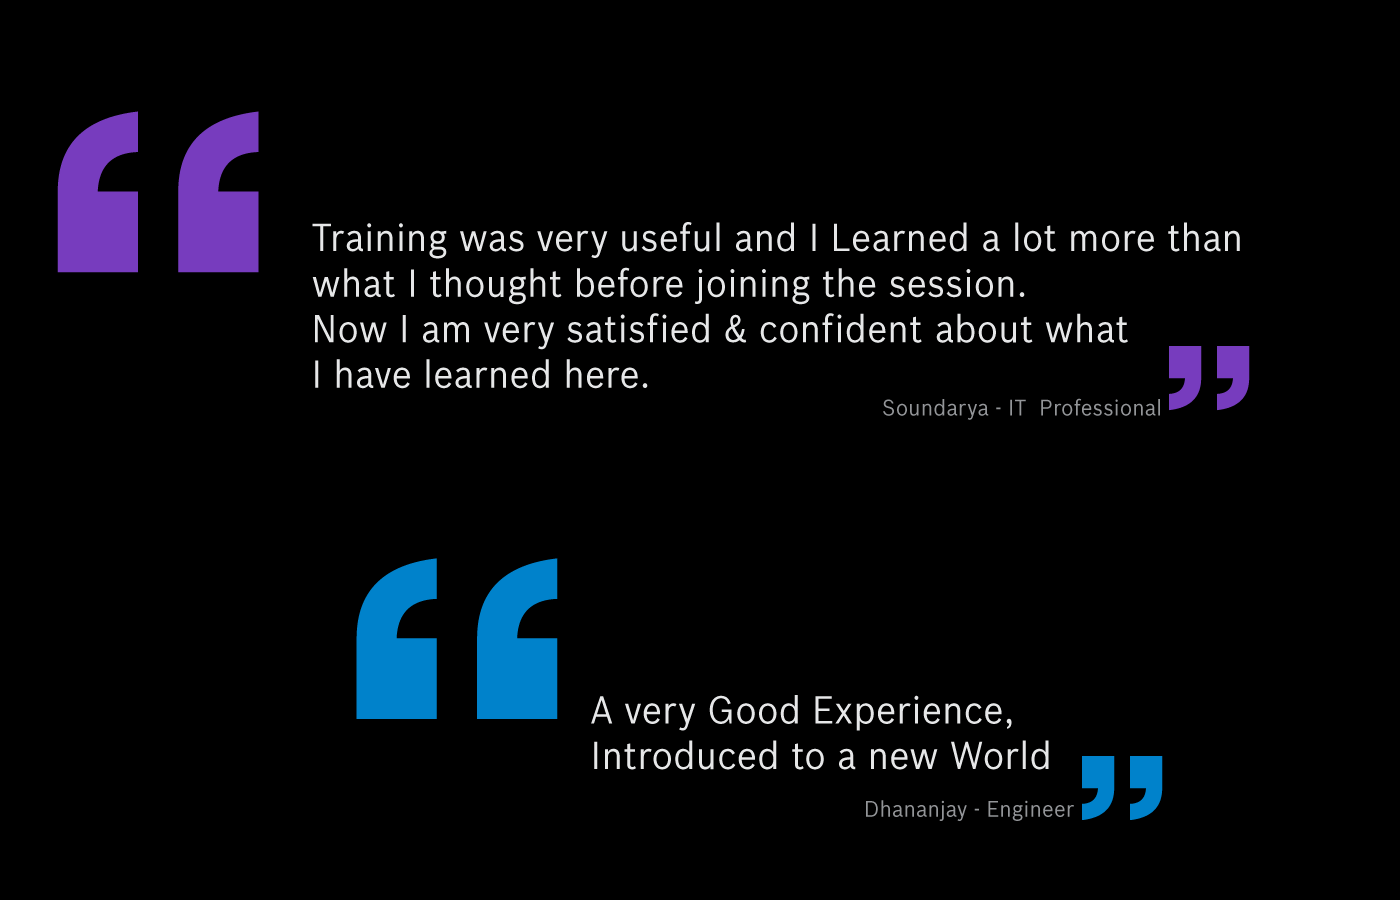 Training was very useful and I Learned a lot more than
what I thought before joining the session.
Now I am very satisfied & confident about what
I have learned here.
Soundarya - IT  Professional
A very Good Experience,
Introduced to a new World
Dhananjay - Engineer